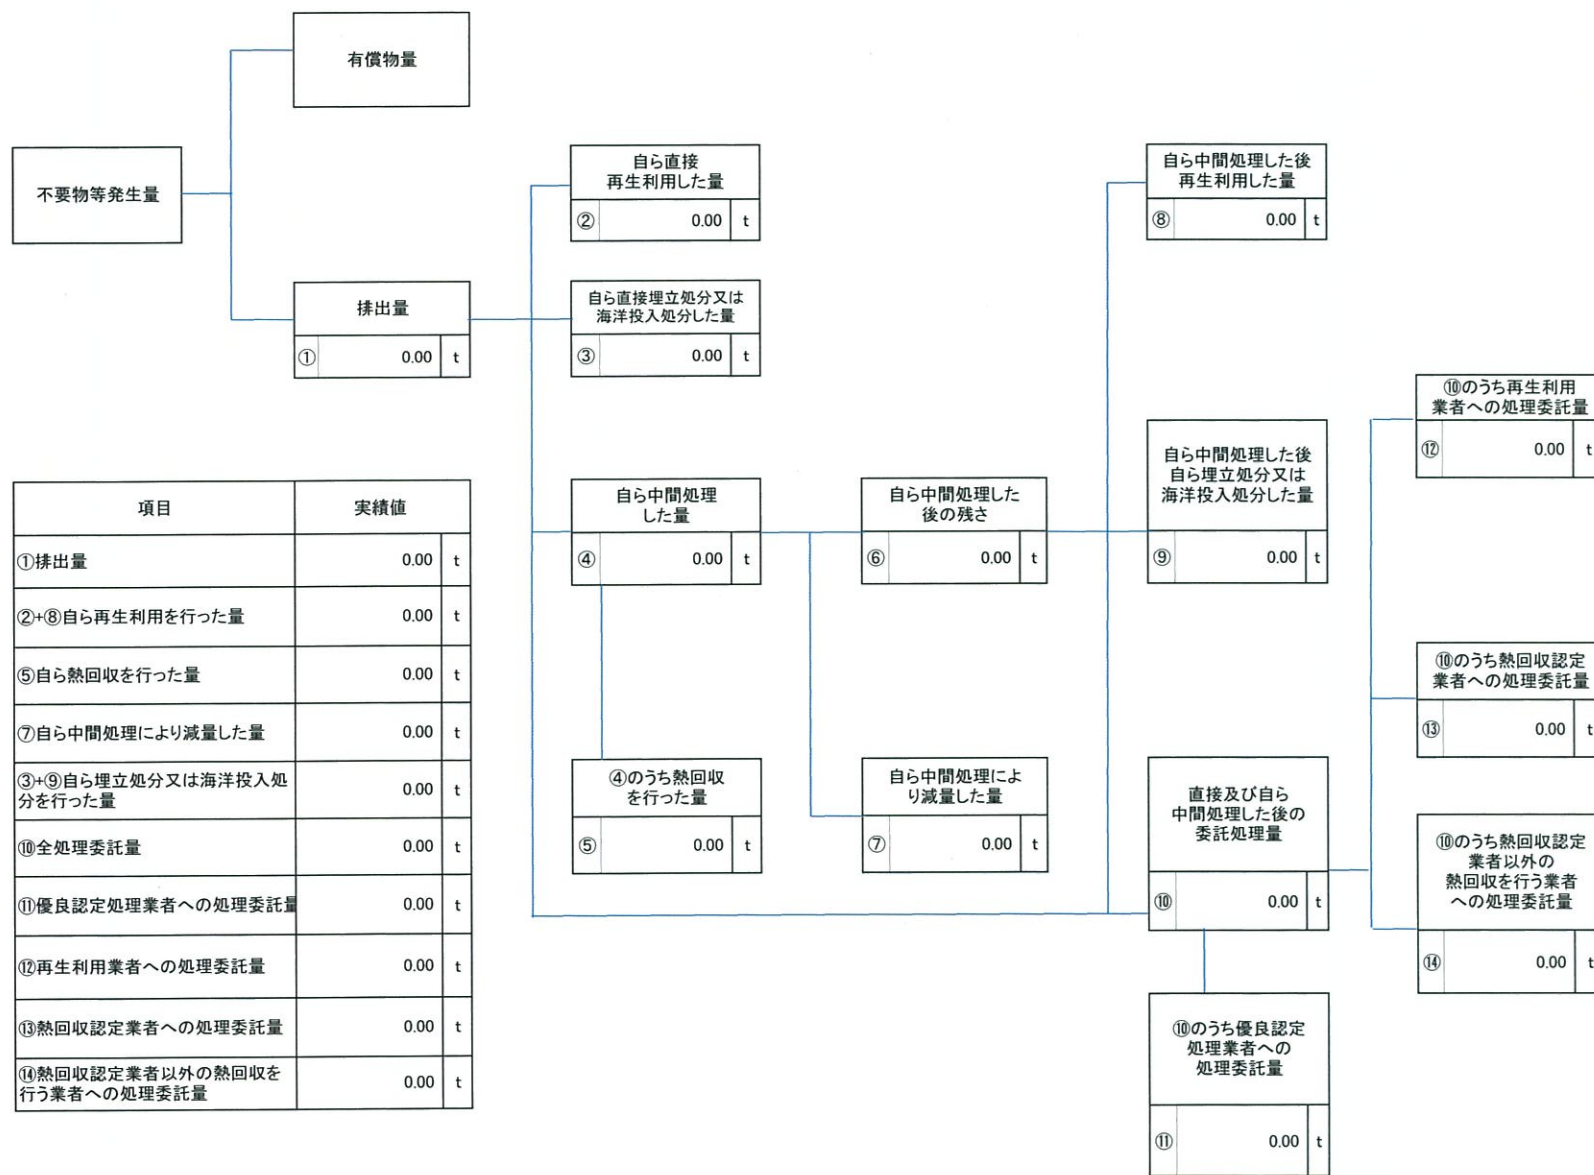 有償物量
不要物等発生量
排出量
① 0.00 t
自ら直接
再生利用した量
② 0.00 t
自ら直接埋立処分又は
海洋投入処分した量
③ 0.00 t
自ら中間処理
した量
④ 0.00 t
④のうち熱回収
を行った量
⑤ 0.00 t
自ら中間処理した
後の残さ
⑥ 0.00 t
自ら中間処理によ
り減量した量
⑦ 0.00 t
自ら中間処理した後
再生利用した量
⑧ 0.00 t
自ら中間処理した後
自ら埋立処分又は
海洋投入処分した量
⑨ 0.00 t
直接及び自ら
中間処理した後の
委託処理量
⑩ 0.00 t
⑩のうち優良認定
処理業者への
処理委託量
⑪ 0.00 t
⑩のうち再生利用
業者への処理委託量
⑫ 0.00 t
⑩のうち熱回収認定
業者への処理委託量
⑬ 0.00 t
⑩のうち熱回収認定
業者以外の
熱回収を行う業者
への処理委託量
⑭ 0.00 t
項目 実績値
①排出量 0.00 t
②+⑧自ら再生利用を行った量 0.00 t
⑤自ら熱回収を行った量 0.00 t
⑦自ら中間処理により減量した量 0.00 t
③+⑨自ら埋立処分又は海洋投入処
分を行った量 0.00 t
⑩全処理委託量 0.00 t
⑪優良認定処理業者への処理委託量 0.00 t
⑫再生利用業者への処理委託量 0.00 t
⑬熱回収認定業者への処理委託量 0.00 t
⑭熱回収認定業者以外の熱回収を
行う業者への処理委託量 0.00 t